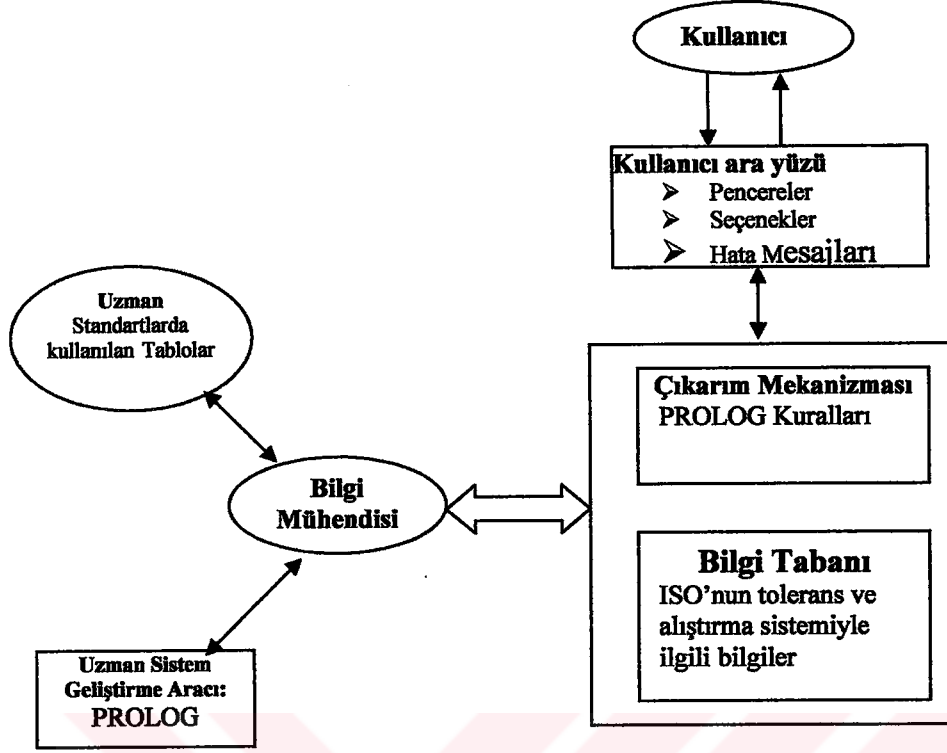 Kullanıcı
Kullanıcı ara yüzü
➢ Pencereler
➢ Seçenekler
➢ Hata Mesajları
Uzman
Standartlarda
kullanılan Tablolar
Çıkarım Mekanizması
PROLOG Kuralları
Bilgi
Mühendisi
Bilgi Tabanı
ISO'nun tolerans ve
alıştırma sistemiyle
ilgili bilgiler
Uzman Sistem
Geliştirme Aracı:
PROLOG